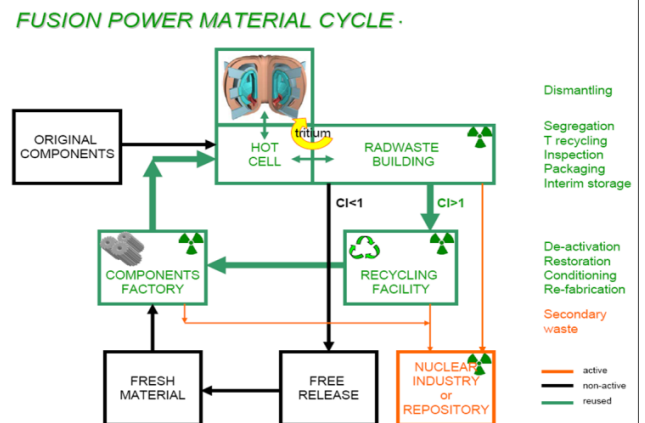 FUSION POWER MATERIAL CYCLE .
Dismantling
ORIGINAL
COMPONENTS
tritium
HOT
CELL
RADWASTE
BUILDING
Segregation
T recycling
Inspection
Packaging
Interim storage
CI<1
CI>1
COMPONENTS
FACTORY
RECYCLING
FACILITY
De-activation
Restoration
Conditioning
Re-fabrication
Secondary
waste
FRESH
MATERIAL
FREE
RELEASE
NUCLEAR
INDUSTRY
or
REPOSITORY
active
non-active
reused